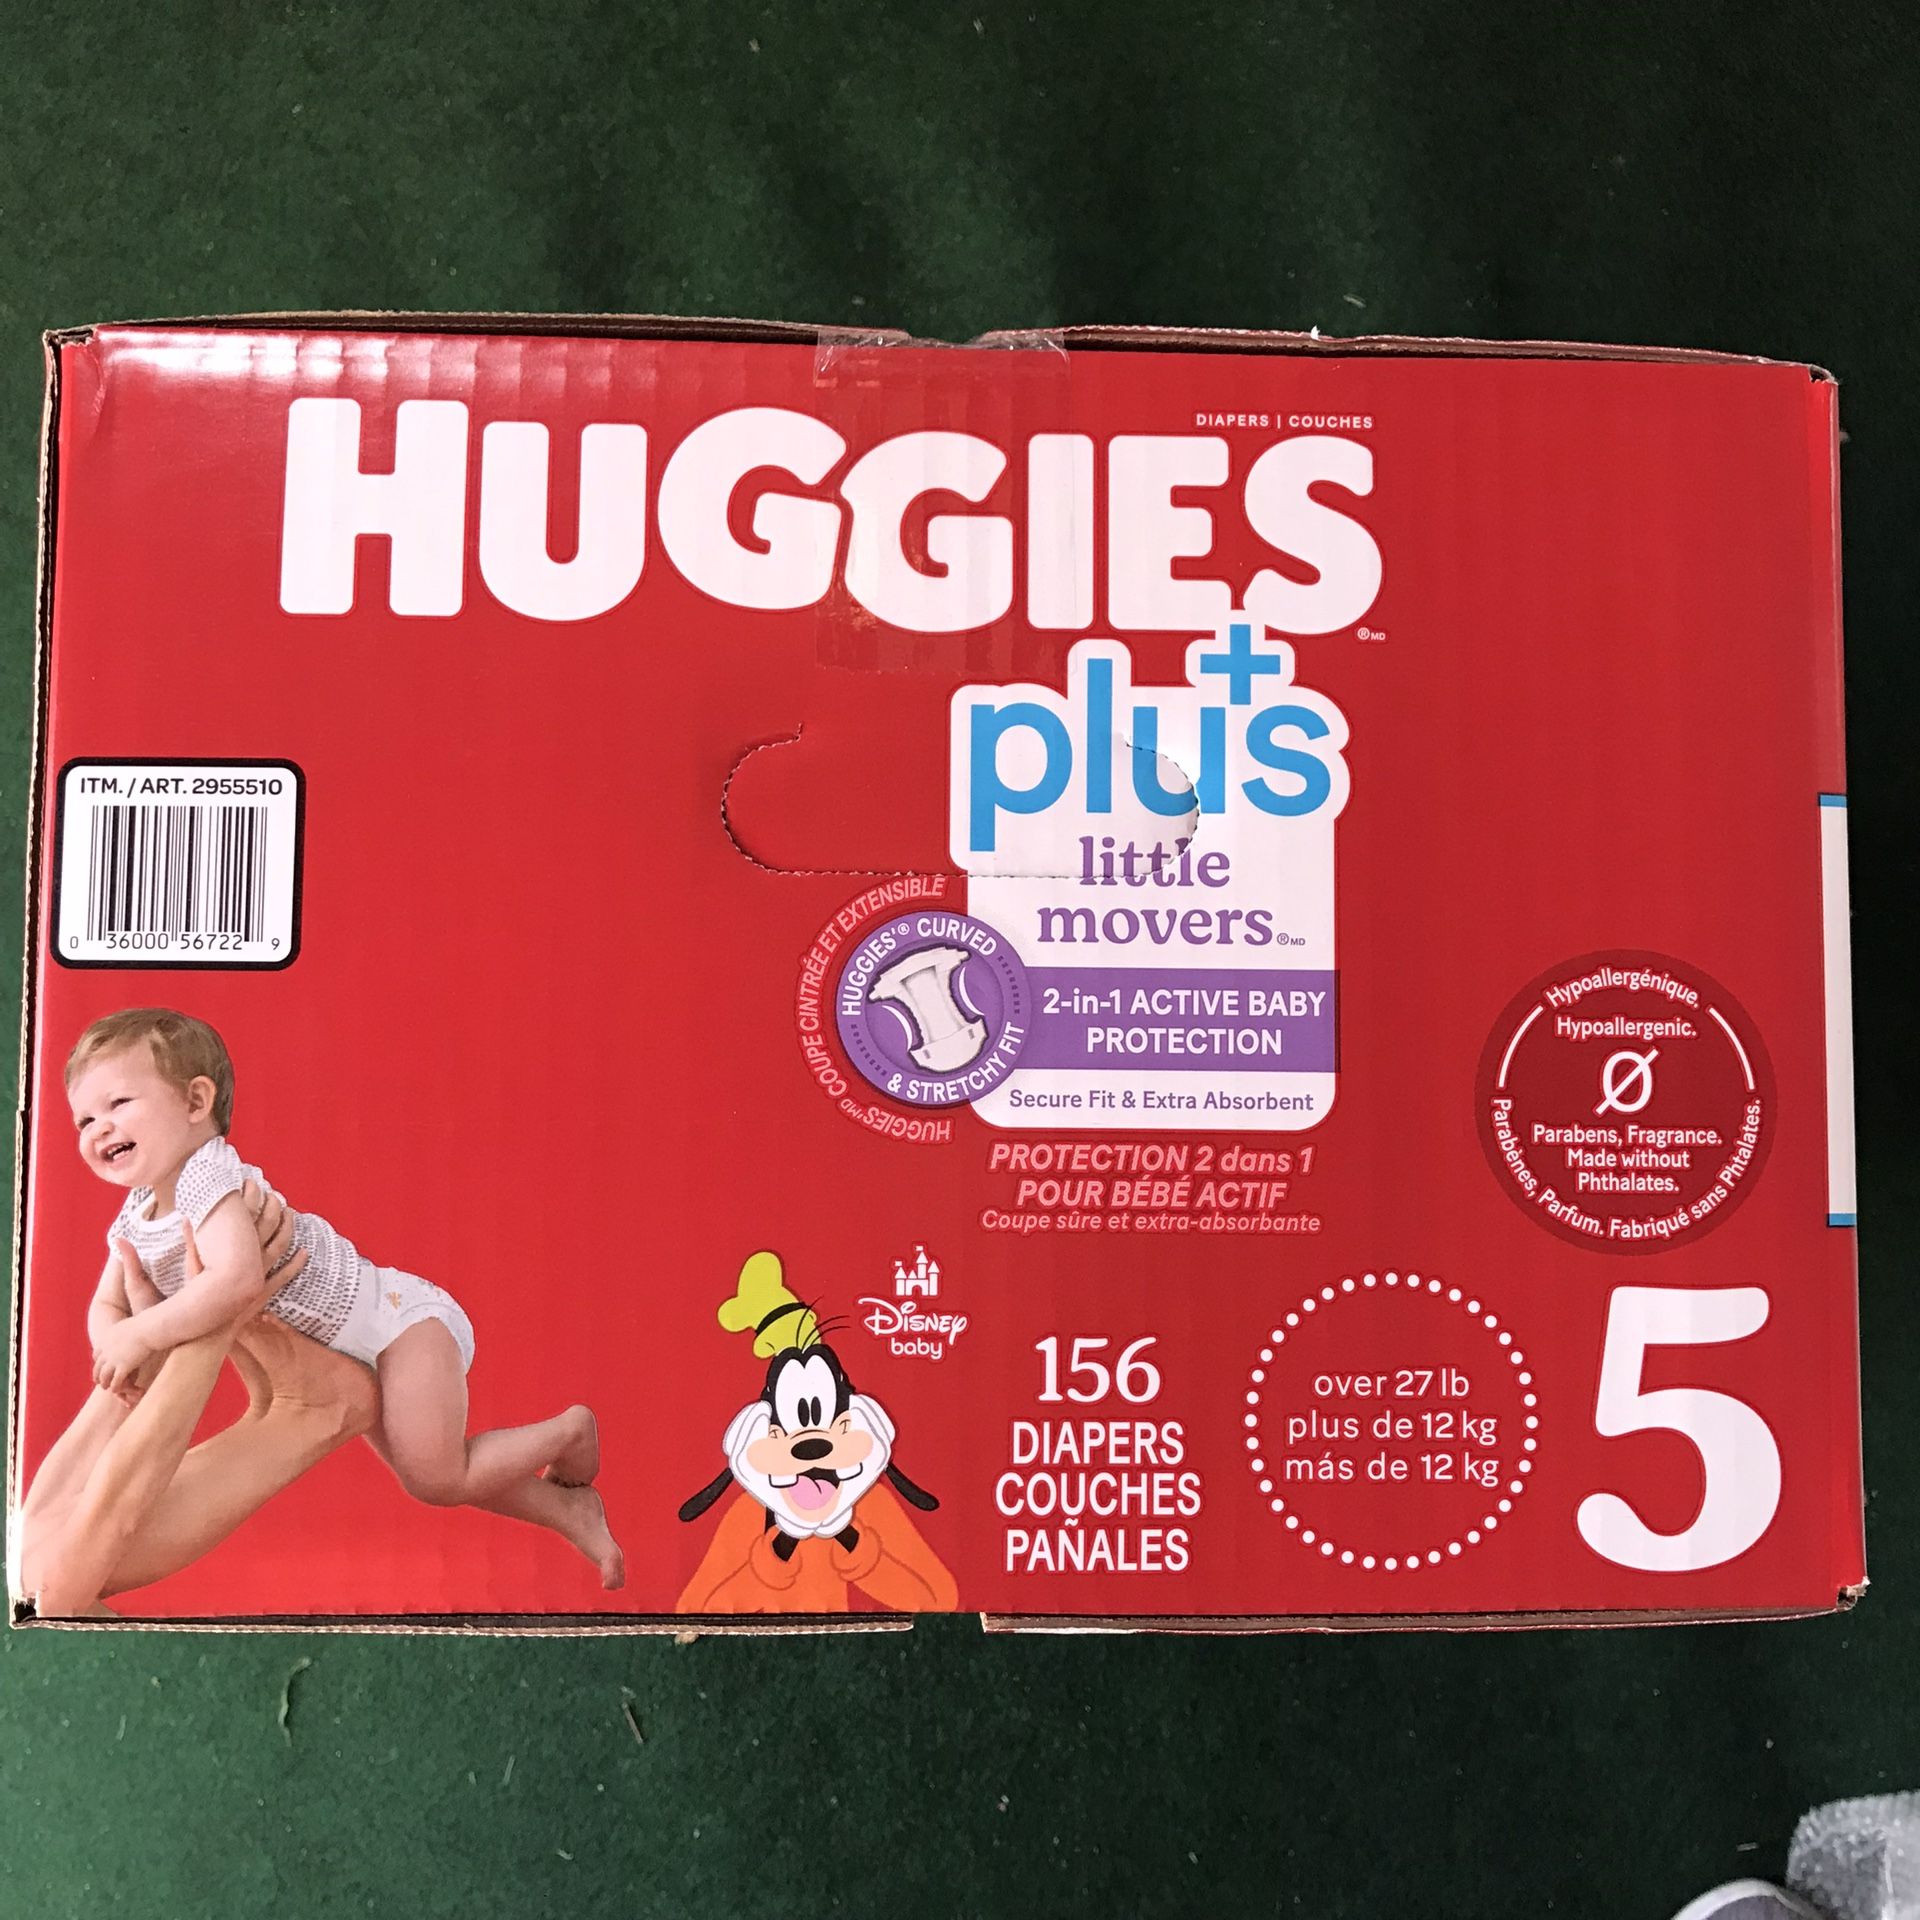 DIAPERS | COUCHES
HUGGIES
®MD
plus+
little
movers®MD
ITM. / ART. 2955510
0 36000 56722 9
HUGGIES® CURVED
& STRETCHY FIT
HUGGIES*MD COUPE CINTRÉE ET EXTENSIBLE
2-in-1 ACTIVE BABY
PROTECTION
Secure Fit & Extra Absorbent
PROTECTION 2 dans 1
POUR BÉBÉ ACTIF
Coupe sûre et extra-absorbante
Hypoallergénique.
Hypoallergenic.
Ø
Parabens, Fragrance.
Made without
Phthalates.
Parabènes, Parfum. Fabriqué sans Phtalates.
Disney
baby
156
DIAPERS
COUCHES
PAÑALES
over 27 lb
plus de 12 kg
más de 12 kg
5